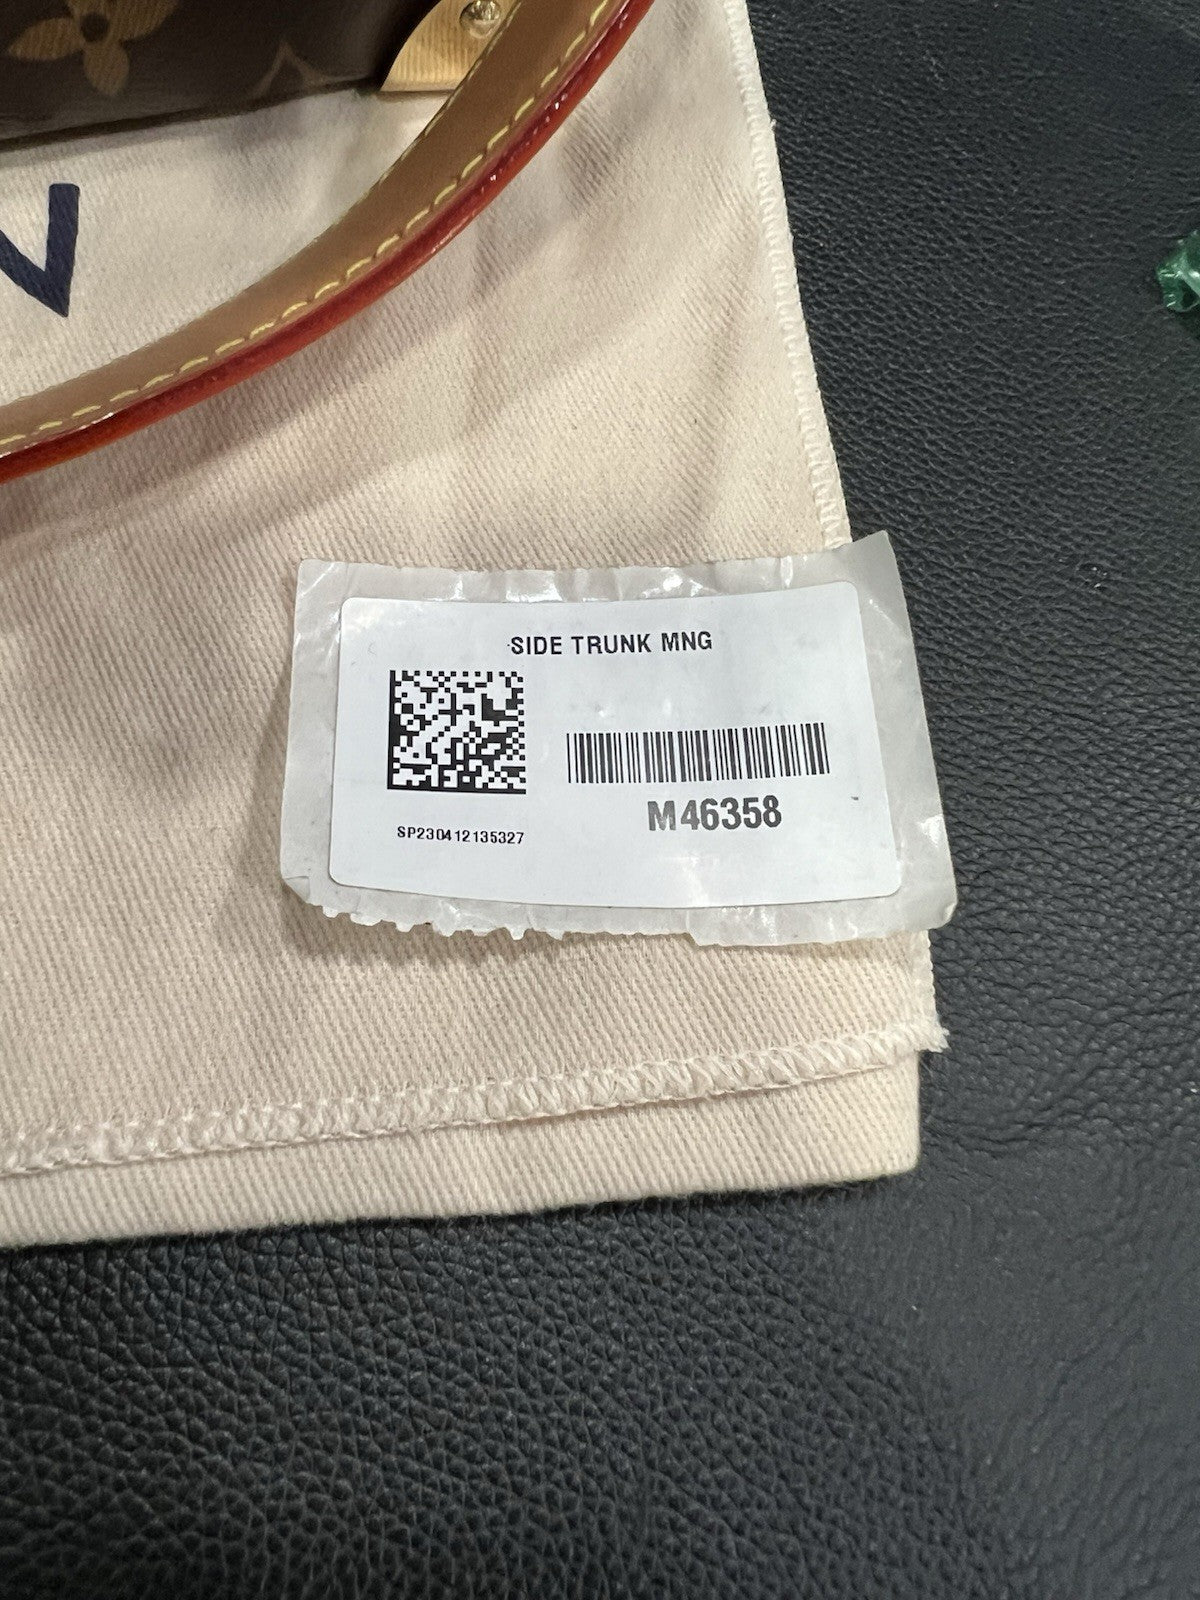 V
SIDE TRUNK MNG
M46358
SP230412135327